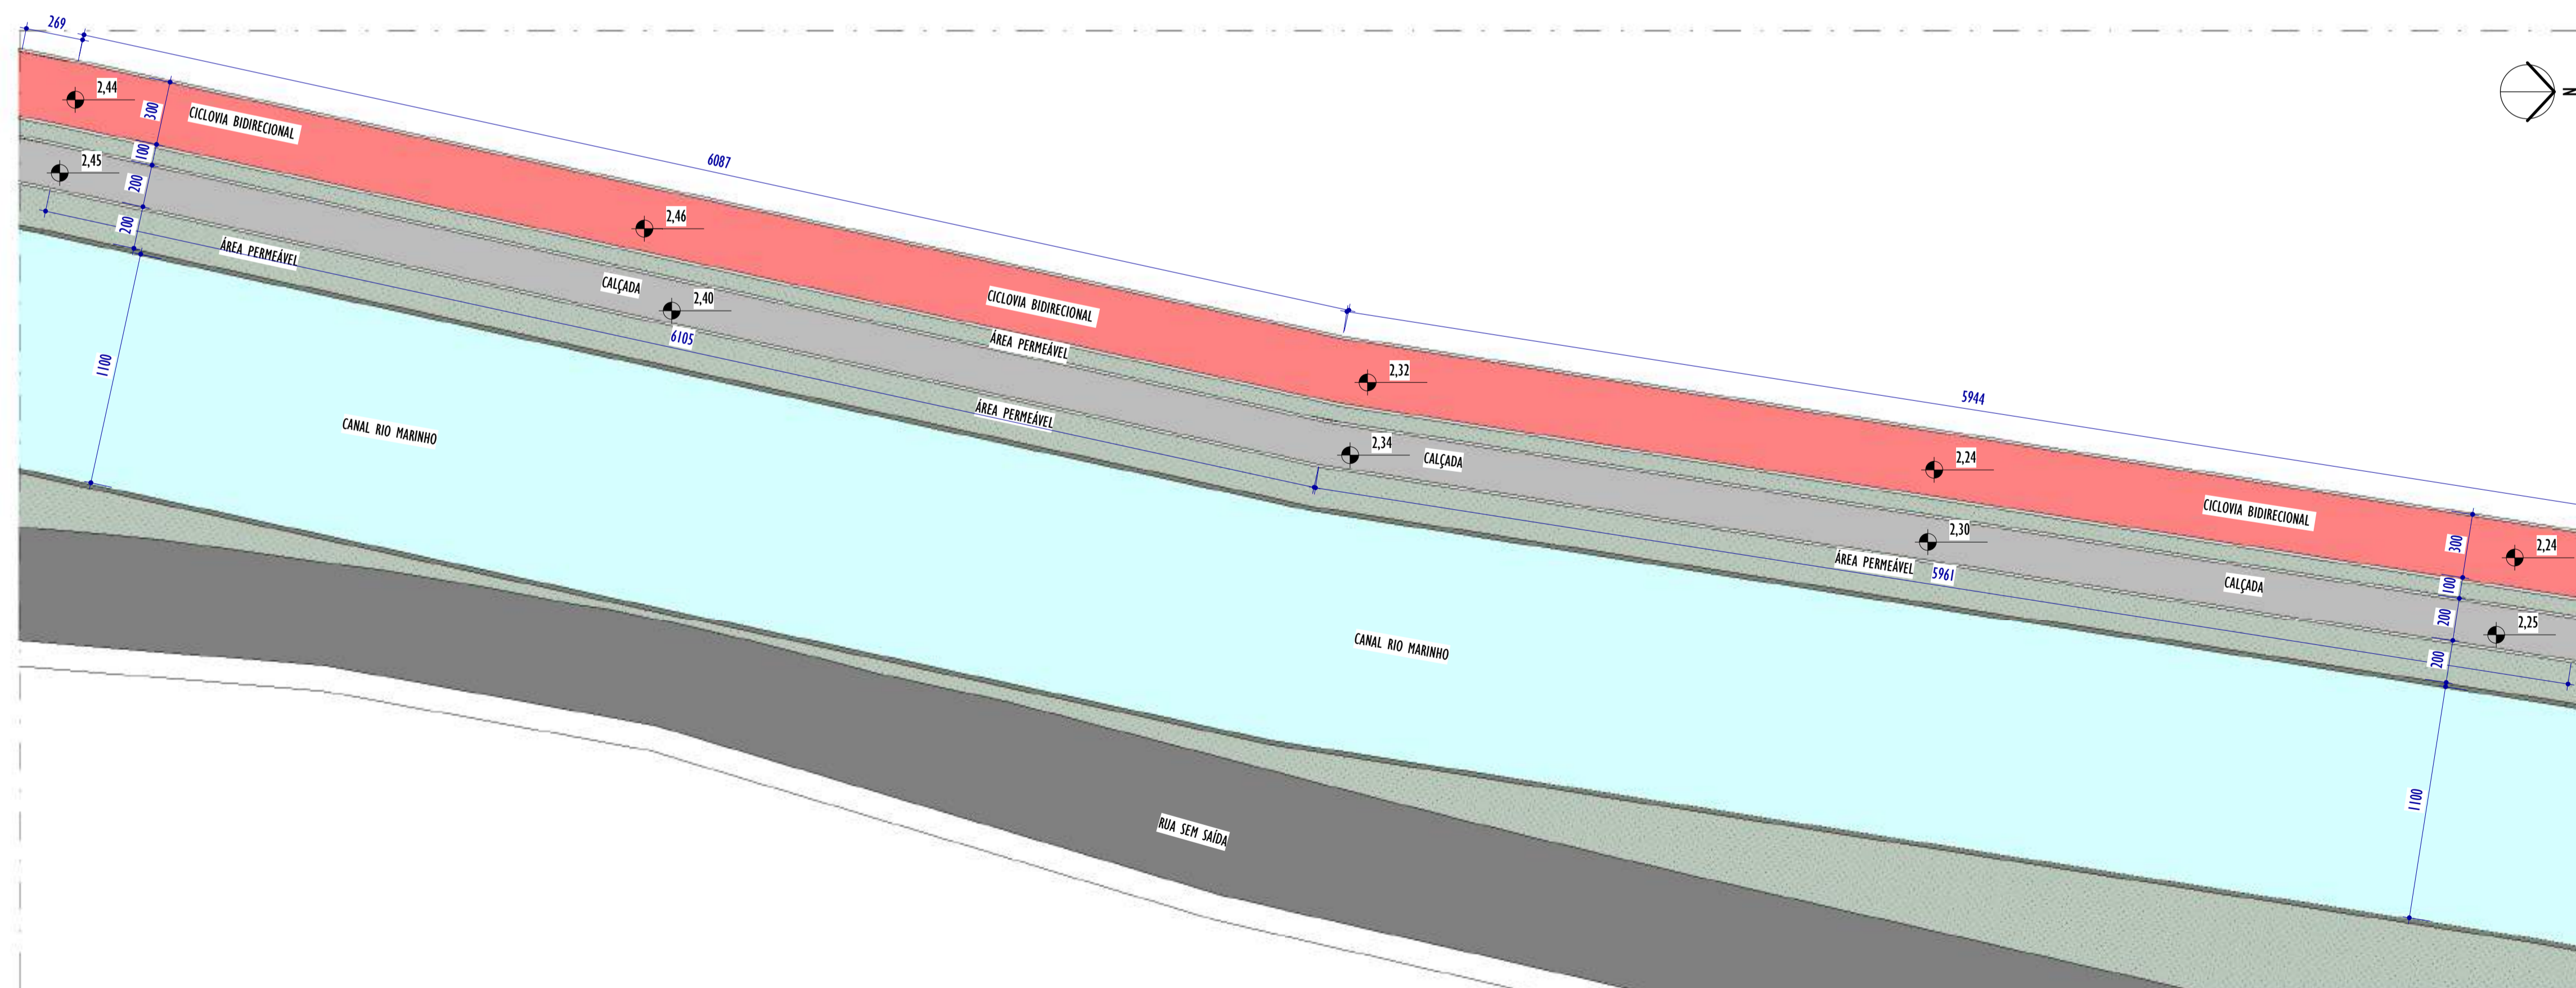 269
2,44
300
CICLOVIA BIDIRECIONAL
N
100
2,45
6087
200
2,46
200
ÁREA PERMEÁVEL
CALÇADA
2,40
CICLOVIA BIDIRECIONAL
6105
ÁREA PERMEÁVEL
1100
2,32
5944
ÁREA PERMEÁVEL
CANAL RIO MARINHO
2,34
CALÇADA
2,24
CICLOVIA BIDIRECIONAL
2,30
300
2,24
ÁREA PERMEÁVEL
5961
CALÇADA
100
200
2,25
CANAL RIO MARINHO
200
1100
RUA SEM SAÍDA